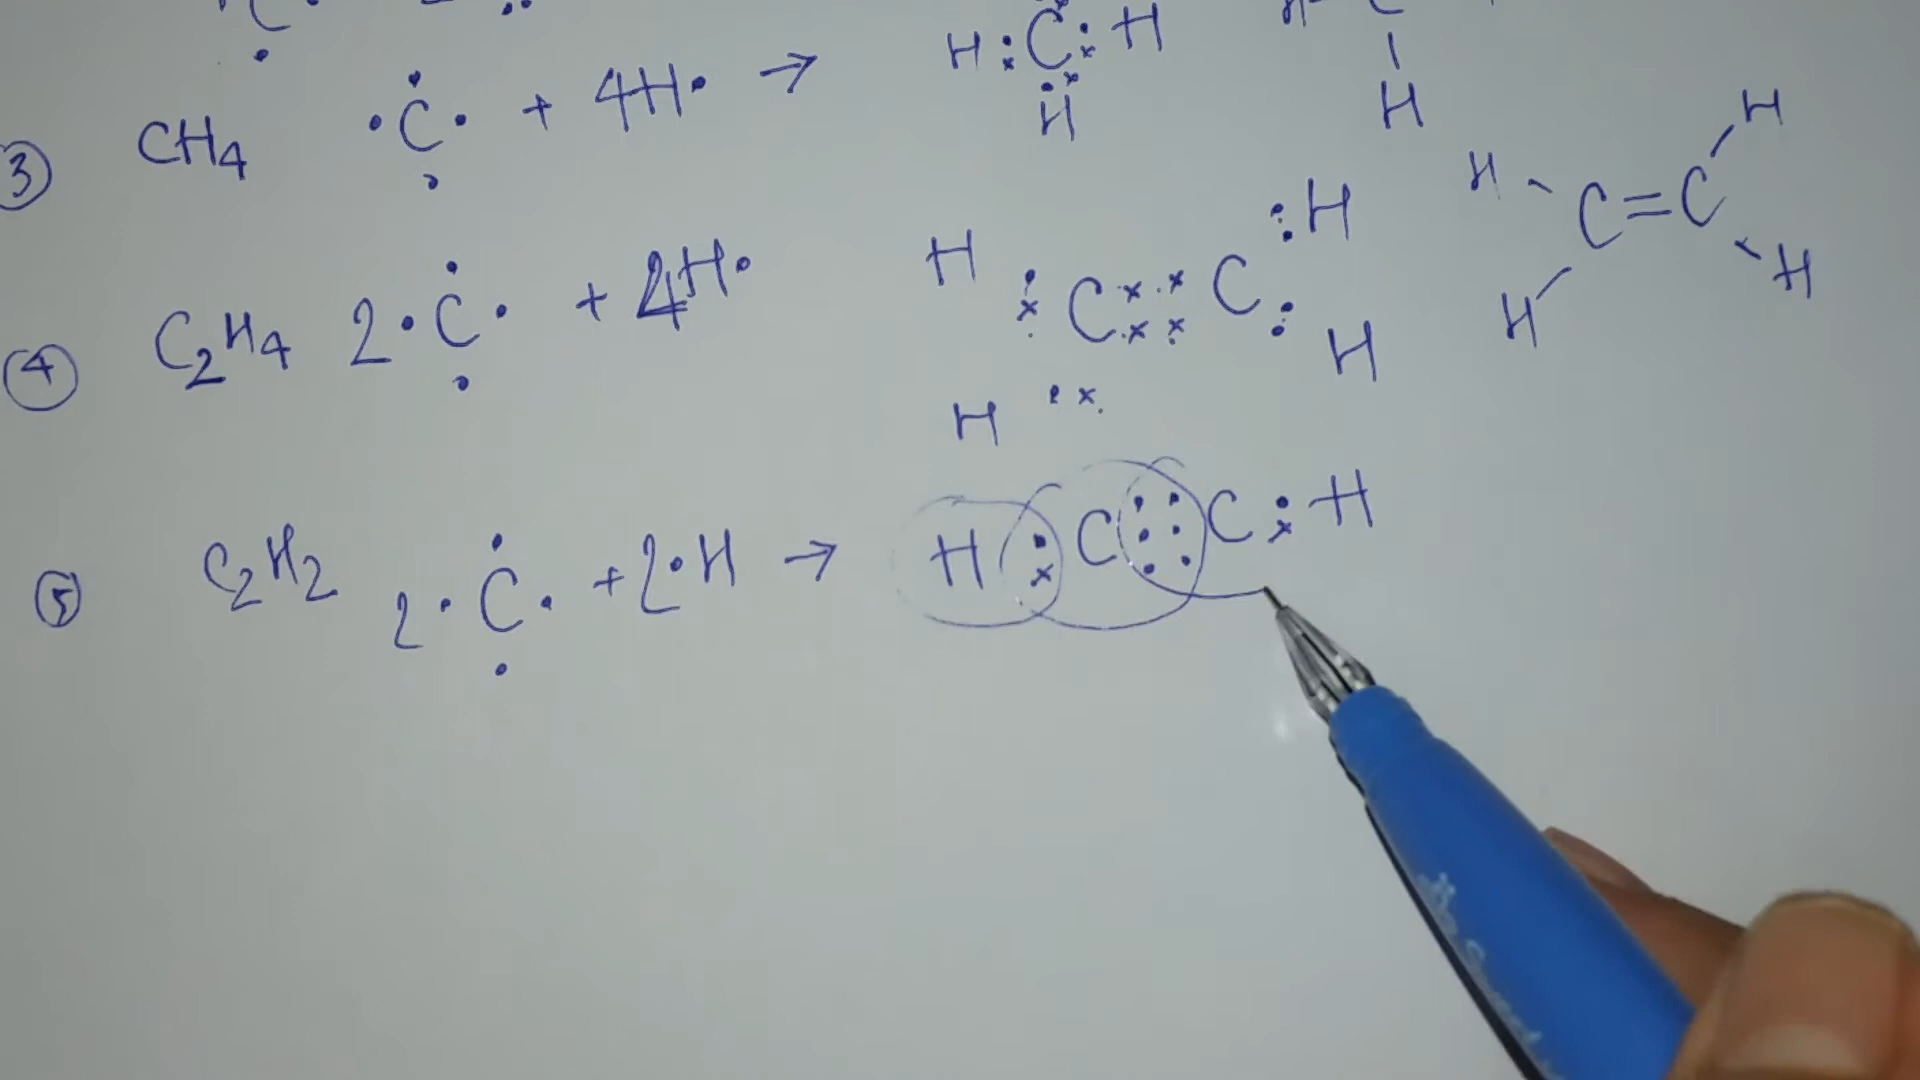 H : C : H
H
H
③ CH4 · C · + 4H· →
H H
C = C
H H
④ C2H4 2 · C · + 4H·
H H
C :: C
H H
⑤ C2H2 2 · C · + 2·H → H : C ⫶⫶ C : H